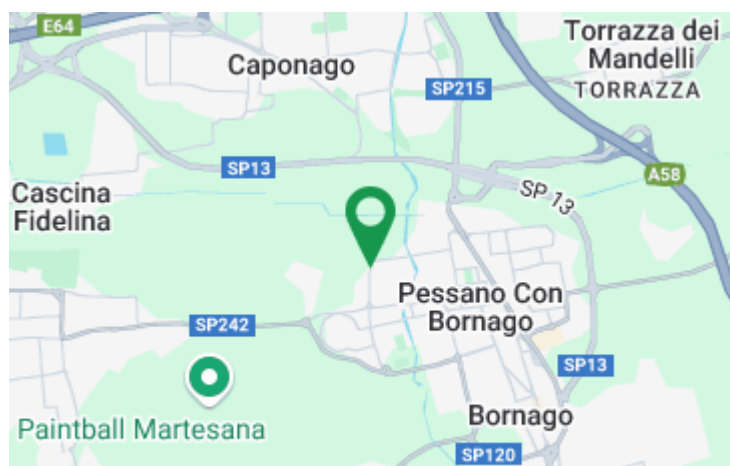 E64
Torrazza dei
Mandelli
TORRAZZA
Caponago
SP215
SP13
A58
Cascina
Fidelina
SP 13
Pessano Con
Bornago
SP242
SP13
Paintball Martesana
Bornago
SP120